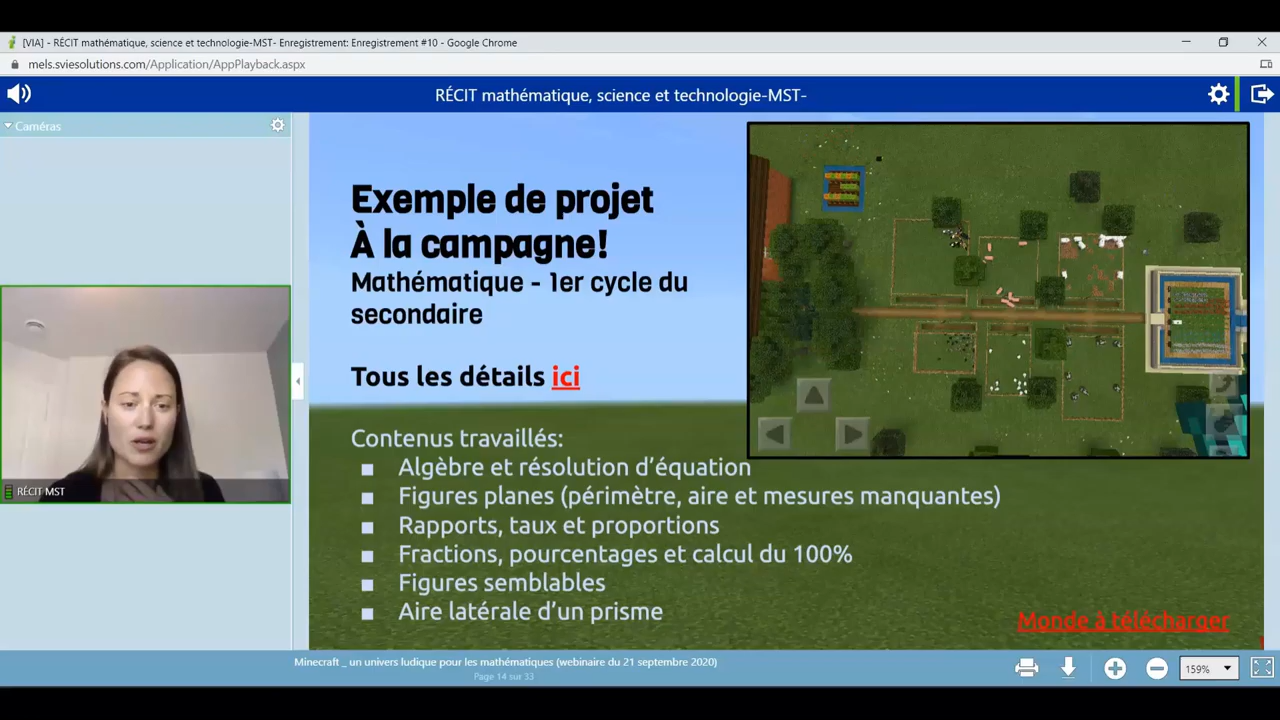 [VIA] - RÉCIT mathématique, science et technologie-MST- Enregistrement: Enregistrement #10 - Google Chrome
mels.sviesolutions.com/Application/AppPlayback.aspx
RÉCIT mathématique, science et technologie-MST-
Caméras
Exemple de projet
À la campagne!
Mathématique - 1er cycle du
secondaire
Tous les détails ici
Contenus travaillés:
Algèbre et résolution d'équation
Figures planes (périmètre, aire et mesures manquantes)
Rapports, taux et proportions
Fractions, pourcentages et calcul du 100%
Figures semblables
Aire latérale d'un prisme
Monde à télécharger
RÉCIT MST
Minecraft _ un univers ludique pour les mathématiques (webinaire du 21 septembre 2020)
Page 14 sur 33
159%